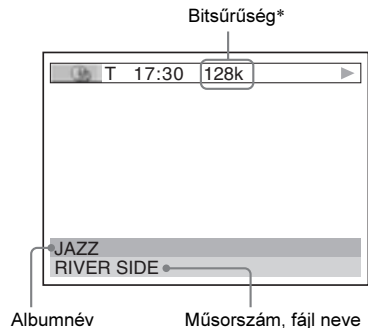 Bitsűrűség*
T 17:30 128k
JAZZ
RIVER SIDE
Albumnév
Műsorszám, fájl neve